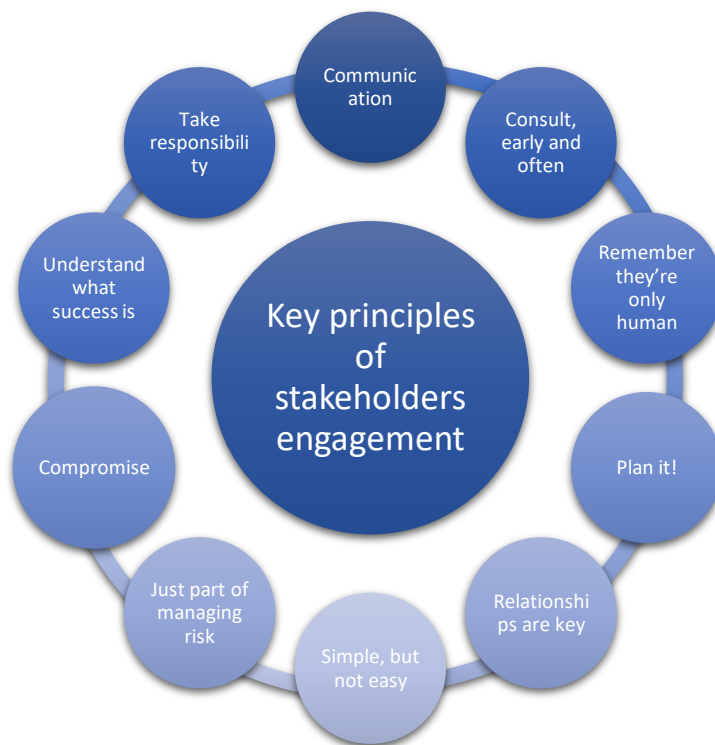 Communic
ation
Consult,
early and
often
Remember
they’re
only
human
Plan it!
Relationshi
ps are key
Simple, but
not easy
Just part of
managing
risk
Compromise
Understand
what
success is
Take
responsibili
ty
Key principles
of
stakeholders
engagement